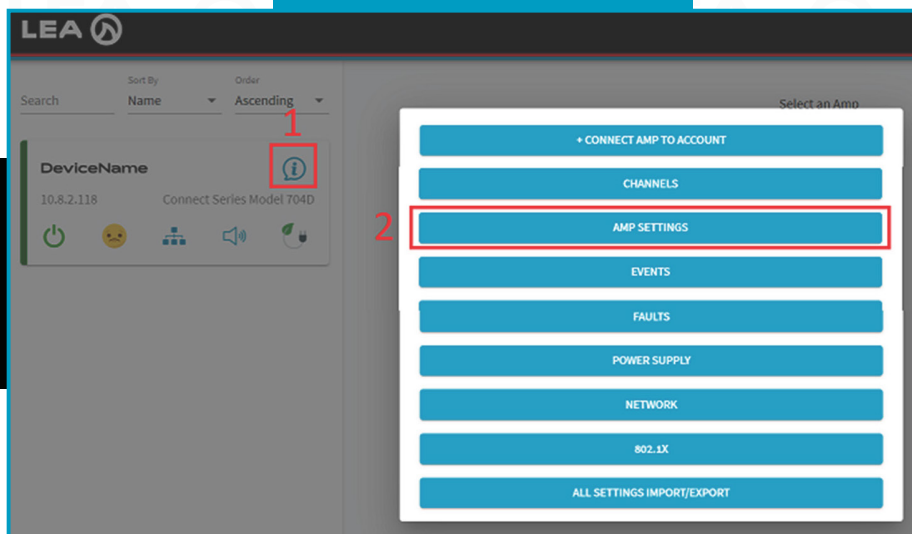 LEA
Sort By
Order
Search
Name
Ascending
Select an Amp
1
DeviceName
10.8.2.118
Connect Series Model 704D
2
+ CONNECT AMP TO ACCOUNT
CHANNELS
AMP SETTINGS
EVENTS
FAULTS
POWER SUPPLY
NETWORK
802.1X
ALL SETTINGS IMPORT/EXPORT